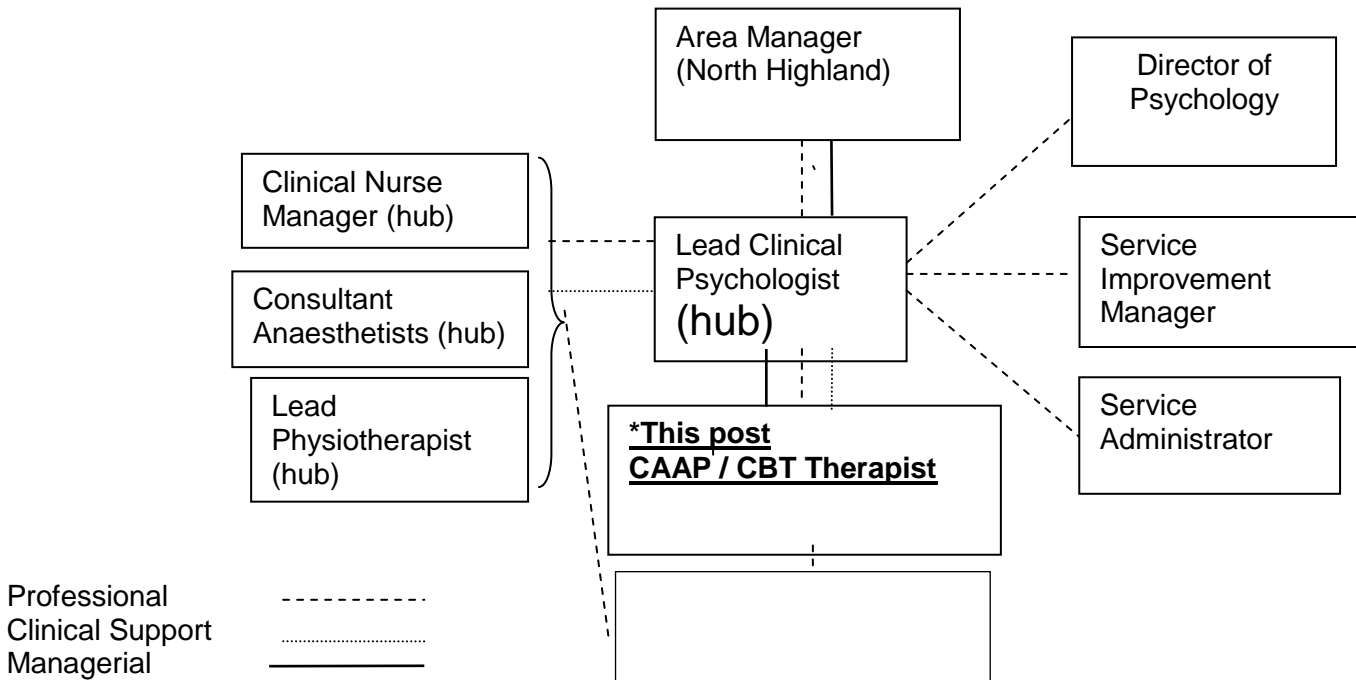 Area Manager
(North Highland)
Director of
Psychology
Clinical Nurse
Manager (hub)
Lead Clinical
Psychologist
(hub)
Service
Improvement
Manager
Consultant
Anaesthetists (hub)
Lead
Physiotherapist
(hub)
*This post
CAAP / CBT Therapist
Service
Administrator
Professional
Clinical Support
Managerial